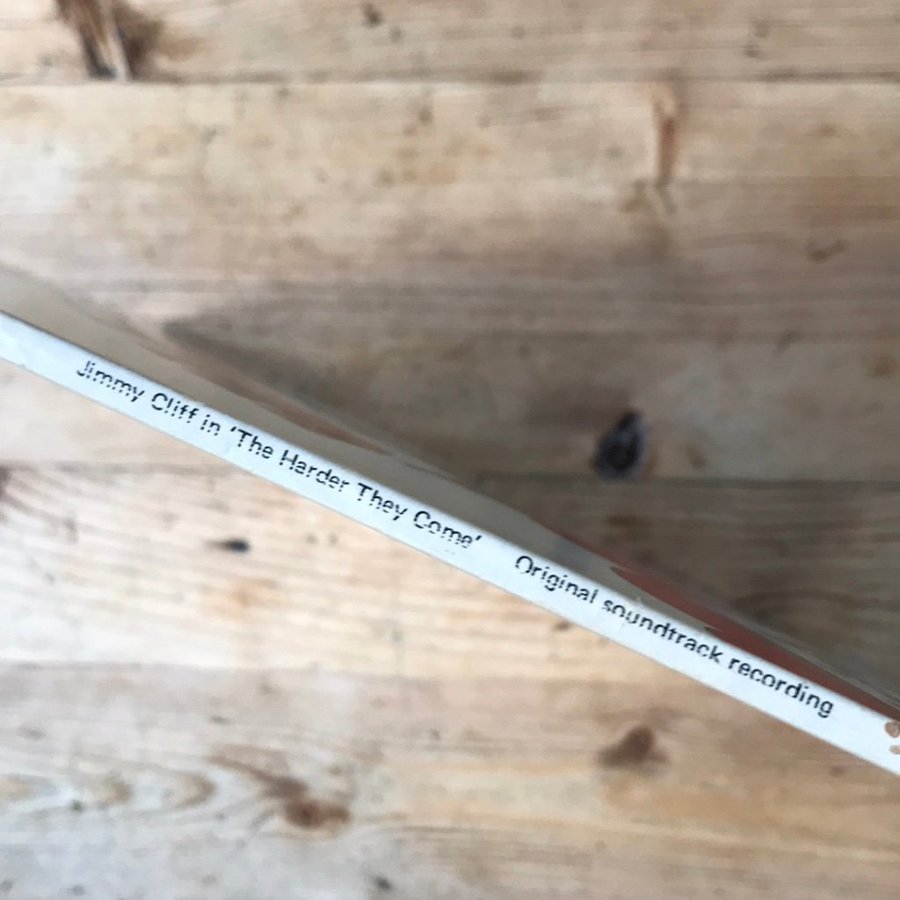 Jimmy Cliff in 'The Harder They Come' Original soundtrack recording